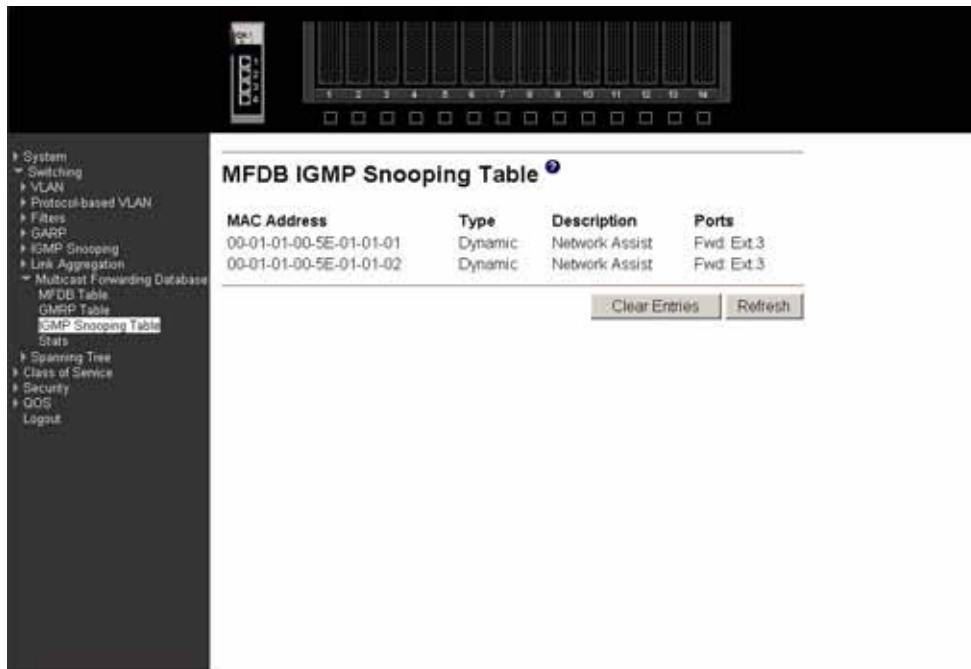 1 2 3 4 5 6 7 8 9 10 11 12 13 14
System
Switching
VLAN
Protocol-based VLAN
Filters
GARP
IGMP Snooping
Link Aggregation
Multicast Forwarding Database
MFDB Table
GMRP Table
IGMP Snooping Table
Stats
Spanning Tree
Class of Service
Security
QOS
Logout
MFDB IGMP Snooping Table ?
MAC Address Type Description Ports
00-01-01-00-5E-01-01-01 Dynamic Network Assist Fwd: Ext.3
00-01-01-00-5E-01-01-02 Dynamic Network Assist Fwd: Ext.3
Clear Entries Refresh